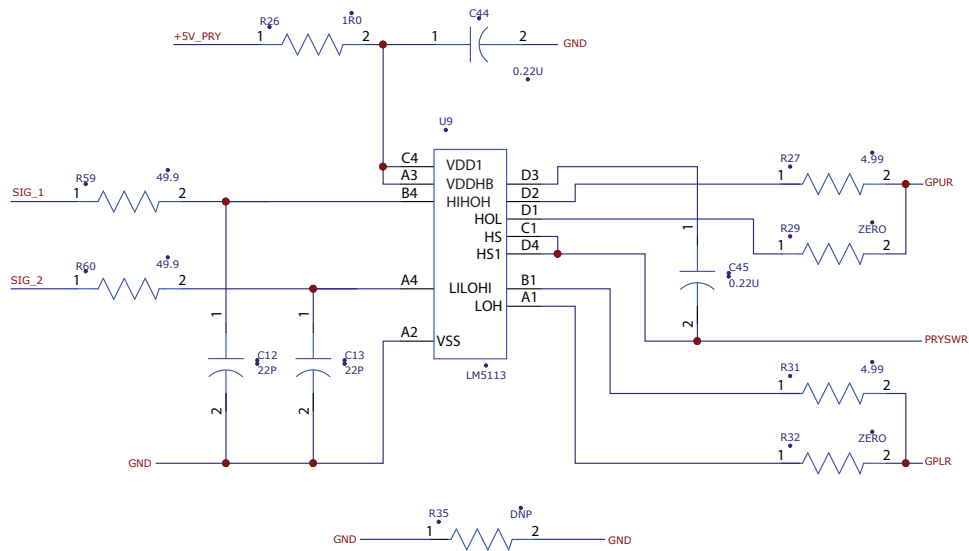 C44
R26
1R0
+5V_PRY
1
2
1
2
GND
0.22U
U9
C4
VDD1
A3
VDDHB
D3
R59
49.9
SIG_1
1
2
B4
HIHOH
D2
R27
4.99
1
2
GPUR
HOL
D1
HS
C1
1
R29
ZERO
1
2
HS1
D4
R60
49.9
C45
0.22U
SIG_2
1
2
A4
LILOHI
B1
LOH
A1
1
1
2
A2
VSS
PRYSWR
C12
22P
C13
22P
LM5113
R31
4.99
1
2
2
2
R32
ZERO
GND
1
2
GPLR
R35
DNP
GND
1
2
GND